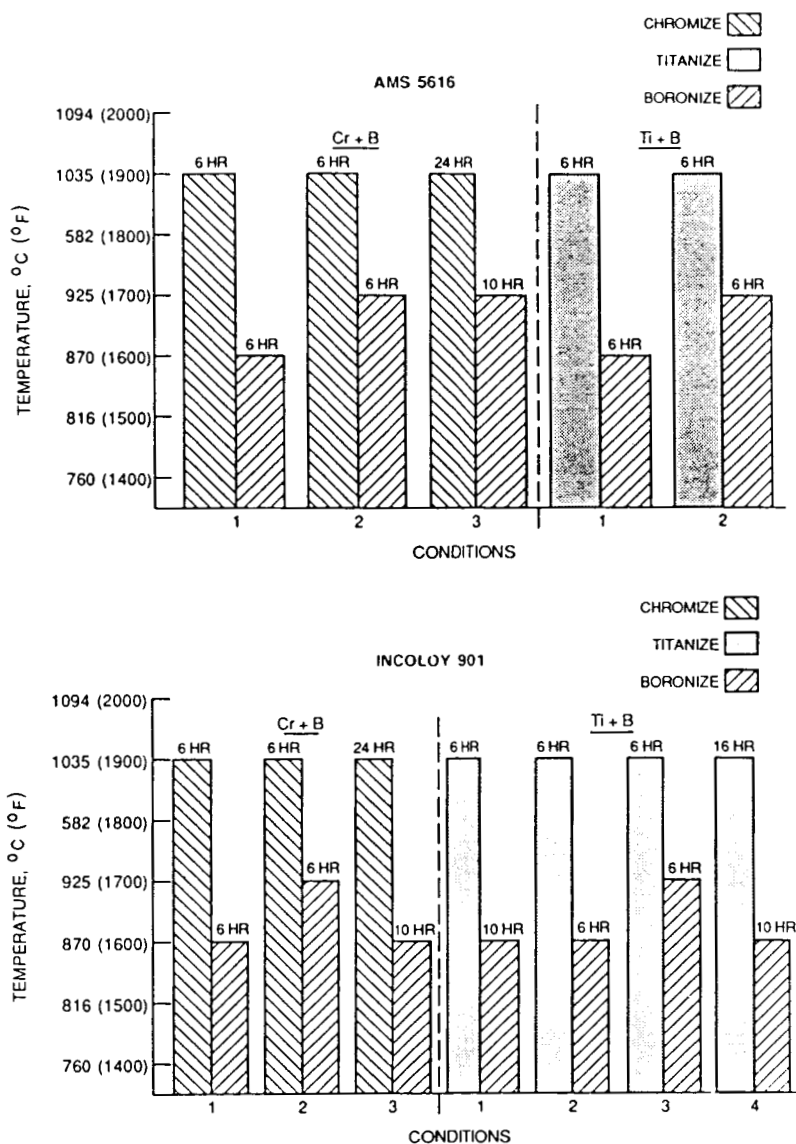 CHROMIZE
TITANIZE
BORONIZE
AMS 5616
1094 (2000)
Cr + B
Ti + B
6 HR 6 HR 24 HR 6 HR 6 HR
1035 (1900)
582 (1800)
6 HR 10 HR 6 HR
925 (1700)
6 HR 6 HR
870 (1600)
816 (1500)
760 (1400)
TEMPERATURE, °C (°F)
1 2 3 1 2
CONDITIONS
CHROMIZE
TITANIZE
BORONIZE
INCOLOY 901
1094 (2000)
Cr + B
Ti + B
6 HR 6 HR 24 HR 6 HR 6 HR 6 HR 16 HR
1035 (1900)
582 (1800)
6 HR 6 HR
925 (1700)
6 HR 10 HR 10 HR 6 HR 10 HR
870 (1600)
816 (1500)
760 (1400)
TEMPERATURE, °C (°F)
1 2 3 1 2 3 4
CONDITIONS